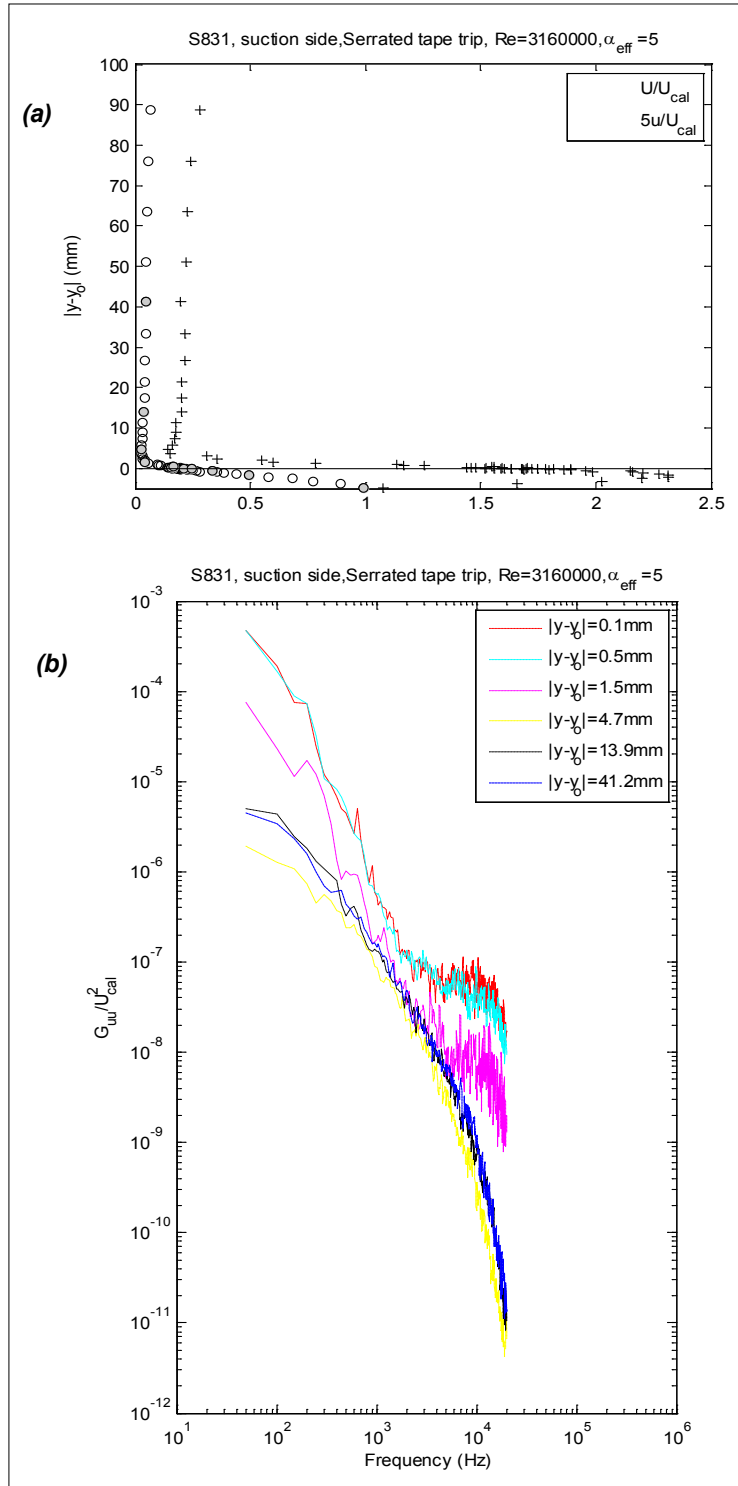 S831, suction side,Serrated tape trip, Re=3160000,α_eff =5
(a)
U/U_cal
5u/U_cal
|y-y_o| (mm)
100
90
80
70
60
50
40
30
20
10
0
0 0.5 1 1.5 2 2.5
S831, suction side,Serrated tape trip, Re=3160000,α_eff =5
(b)
|y-y_o|=0.1mm
|y-y_o|=0.5mm
|y-y_o|=1.5mm
|y-y_o|=4.7mm
|y-y_o|=13.9mm
|y-y_o|=41.2mm
G_uu/U²_cal
10^-3
10^-4
10^-5
10^-6
10^-7
10^-8
10^-9
10^-10
10^-11
10^-12
10^1 10^2 10^3 10^4 10^5 10^6
Frequency (Hz)